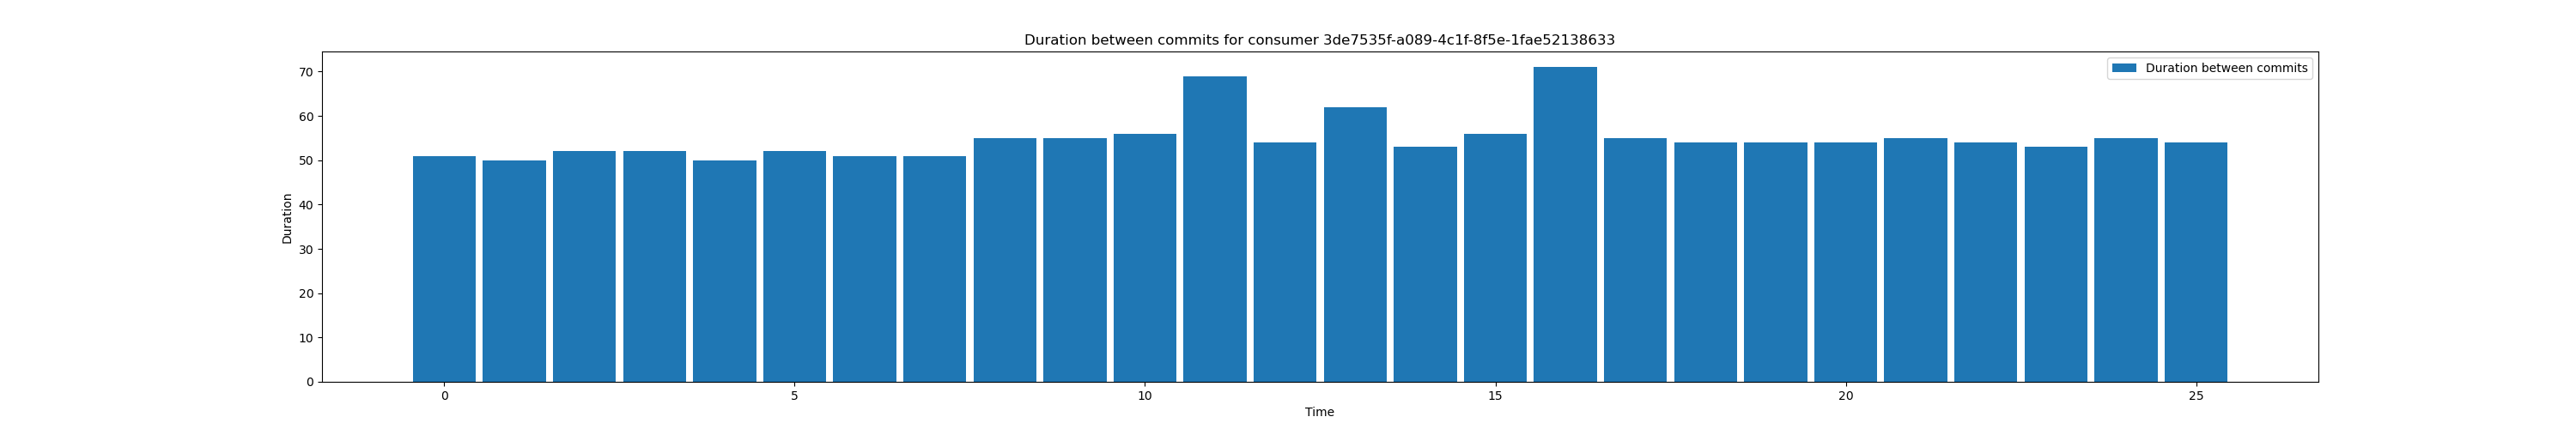 Duration between commits for consumer 3de7535f-a089-4c1f-8f5e-1fae52138633
Duration between commits
70
60
50
40
30
20
10
0
Duration
0 5 10 15 20 25
Time